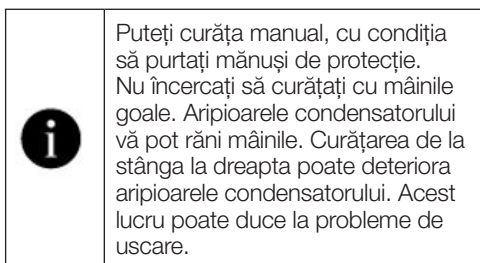 Puteți curăța manual, cu condiția
să purtați mănuși de protecție.
Nu încercați să curățați cu mâinile
goale. Aripioarele condensatorului
vă pot răni mâinile. Curățarea de la
stânga la dreapta poate deteriora
aripioarele condensatorului. Acest
lucru poate duce la probleme de
uscare.